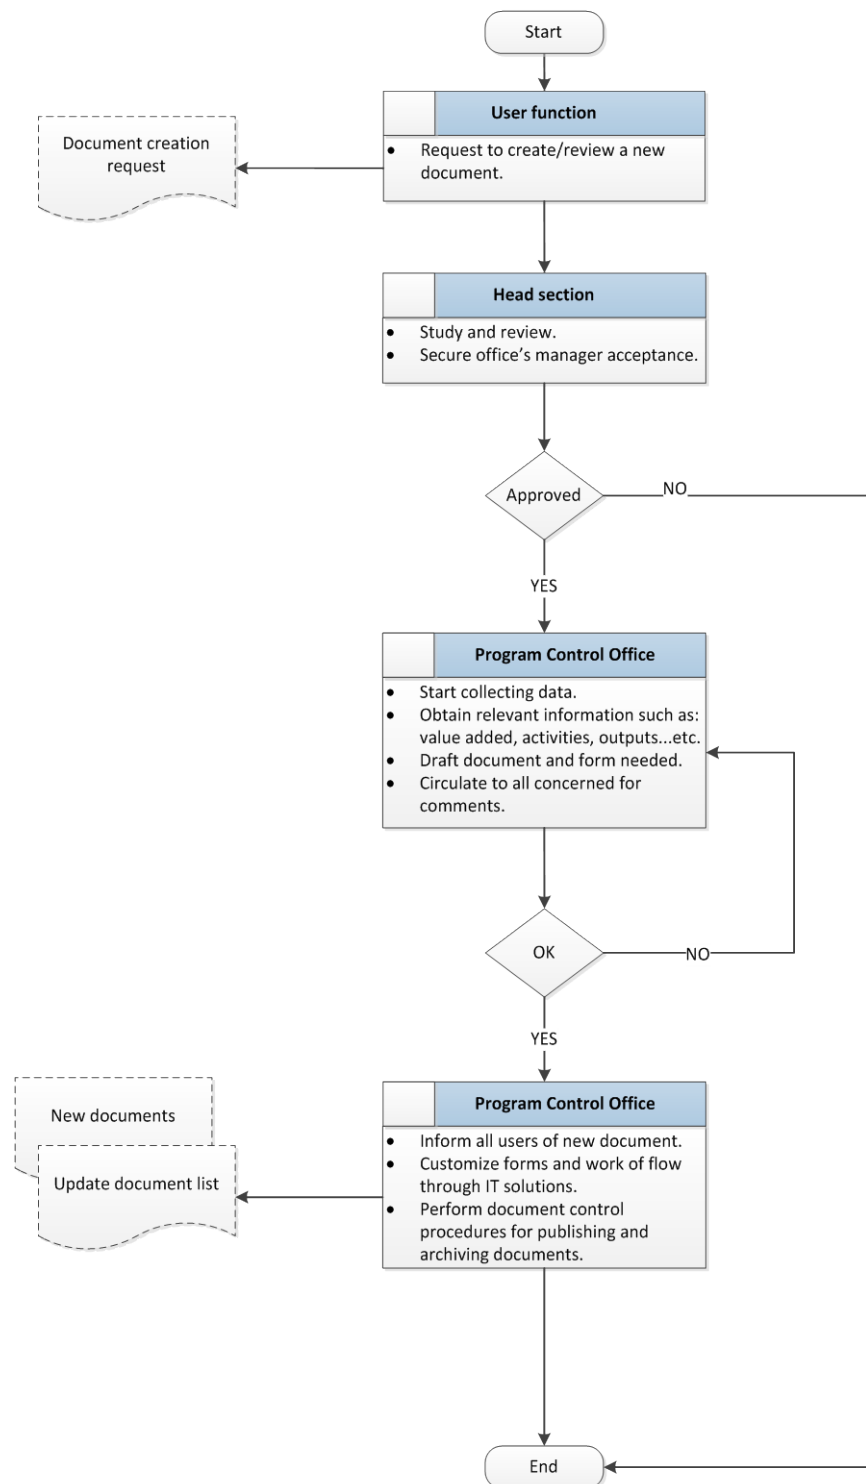 Start
User function
Document creation
request
• Request to create/review a new
document.
Head section
• Study and review.
• Secure office’s manager acceptance.
Approved
NO
YES
Program Control Office
• Start collecting data.
• Obtain relevant information such as:
value added, activities, outputs...etc.
• Draft document and form needed.
• Circulate to all concerned for
comments.
OK
NO
YES
Program Control Office
New documents
Update document list
• Inform all users of new document.
• Customize forms and work of flow
through IT solutions.
• Perform document control
procedures for publishing and
archiving documents.
End